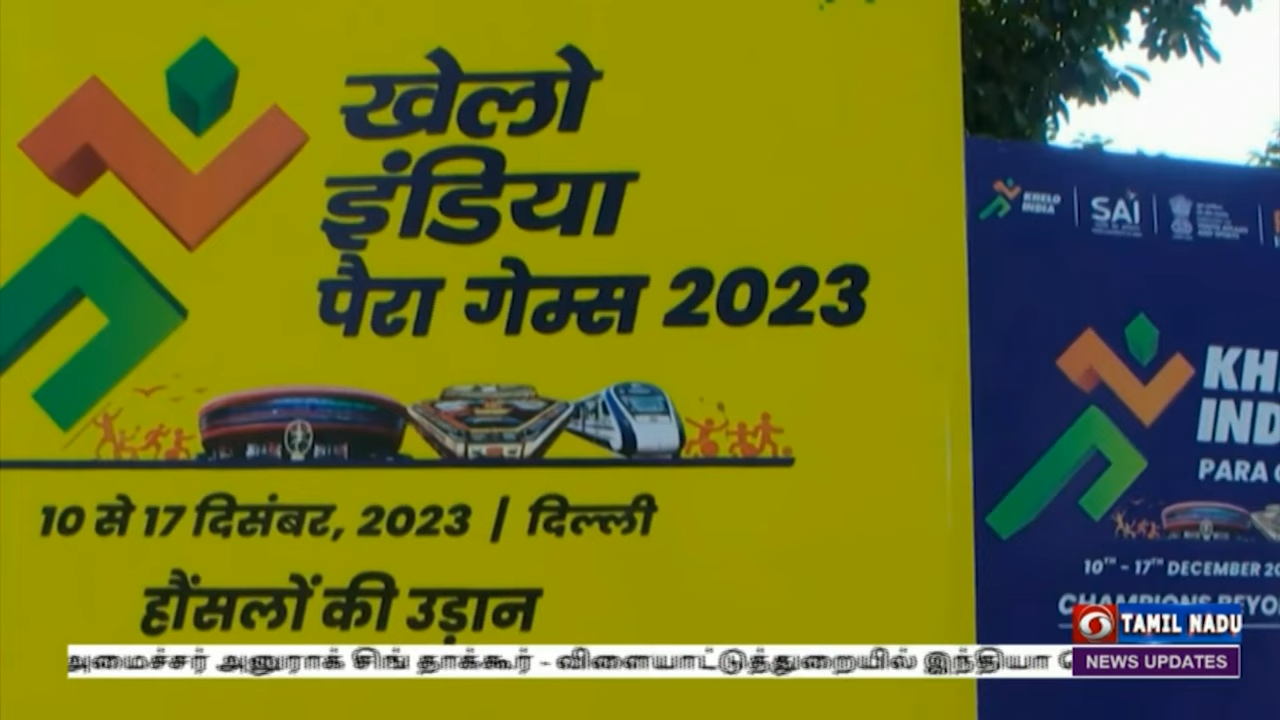 खेलो
इंडिया
पैरा गेम्स 2023
10 से 17 दिसंबर, 2023 | दिल्ली
हौंसलों की उड़ान
KHELO
INDIA
SAI
KH
IND
PARA
10TH - 17TH DECEMBER 20
CHAMPIONS BEYO
அமைச்சர் அனுராக் சிங் தாக்கூர் - விளையாட்டுத்துறையில் இந்தியா
TAMIL NADU
NEWS UPDATES